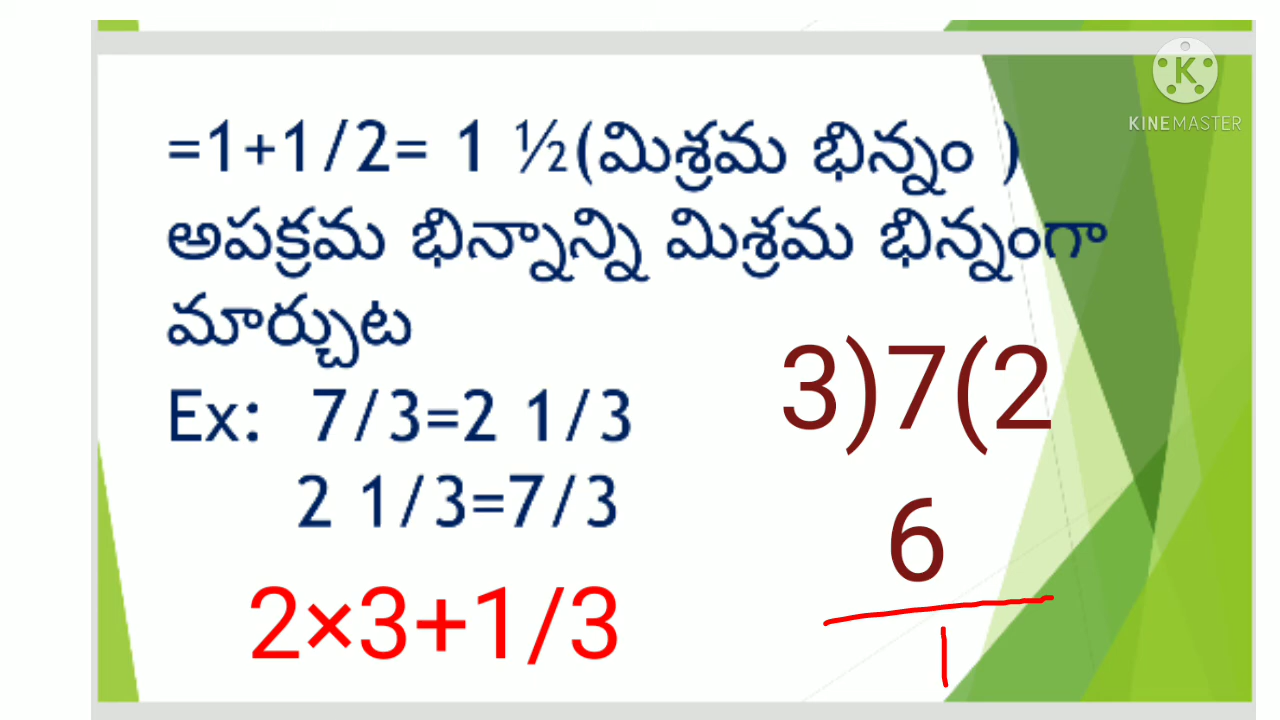 KINEMASTER
=1+1/2= 1 ½(మిశ్రమ భిన్నం )
అపక్రమ భిన్నాన్ని మిశ్రమ భిన్నంగా
మార్చుట
Ex: 7/3=2 1/3
2 1/3=7/3
2×3+1/3
3)7(2
6
1